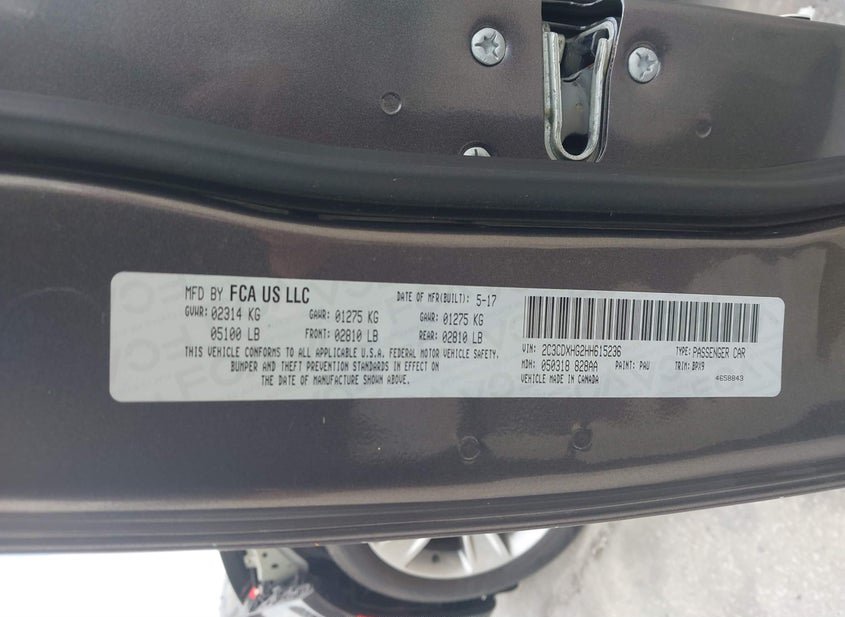 MFD BY FCA US LLC
DATE OF MFR(BUILT): 5-17
GVWR: 02314 KG GAWR: 01275 KG GAWR: 01275 KG
05100 LB FRONT: 02810 LB REAR: 02810 LB
THIS VEHICLE CONFORMS TO ALL APPLICABLE U.S.A. FEDERAL MOTOR VEHICLE SAFETY,
BUMPER AND THEFT PREVENTION STANDARDS IN EFFECT ON
THE DATE OF MANUFACTURE SHOWN ABOVE.
VIN: 2C3CDXHG2HH615236 TYPE: PASSENGER CAR
MDH: 050318 828AA PAINT: PAU TRIM: BPX9
VEHICLE MADE IN CANADA 4658843